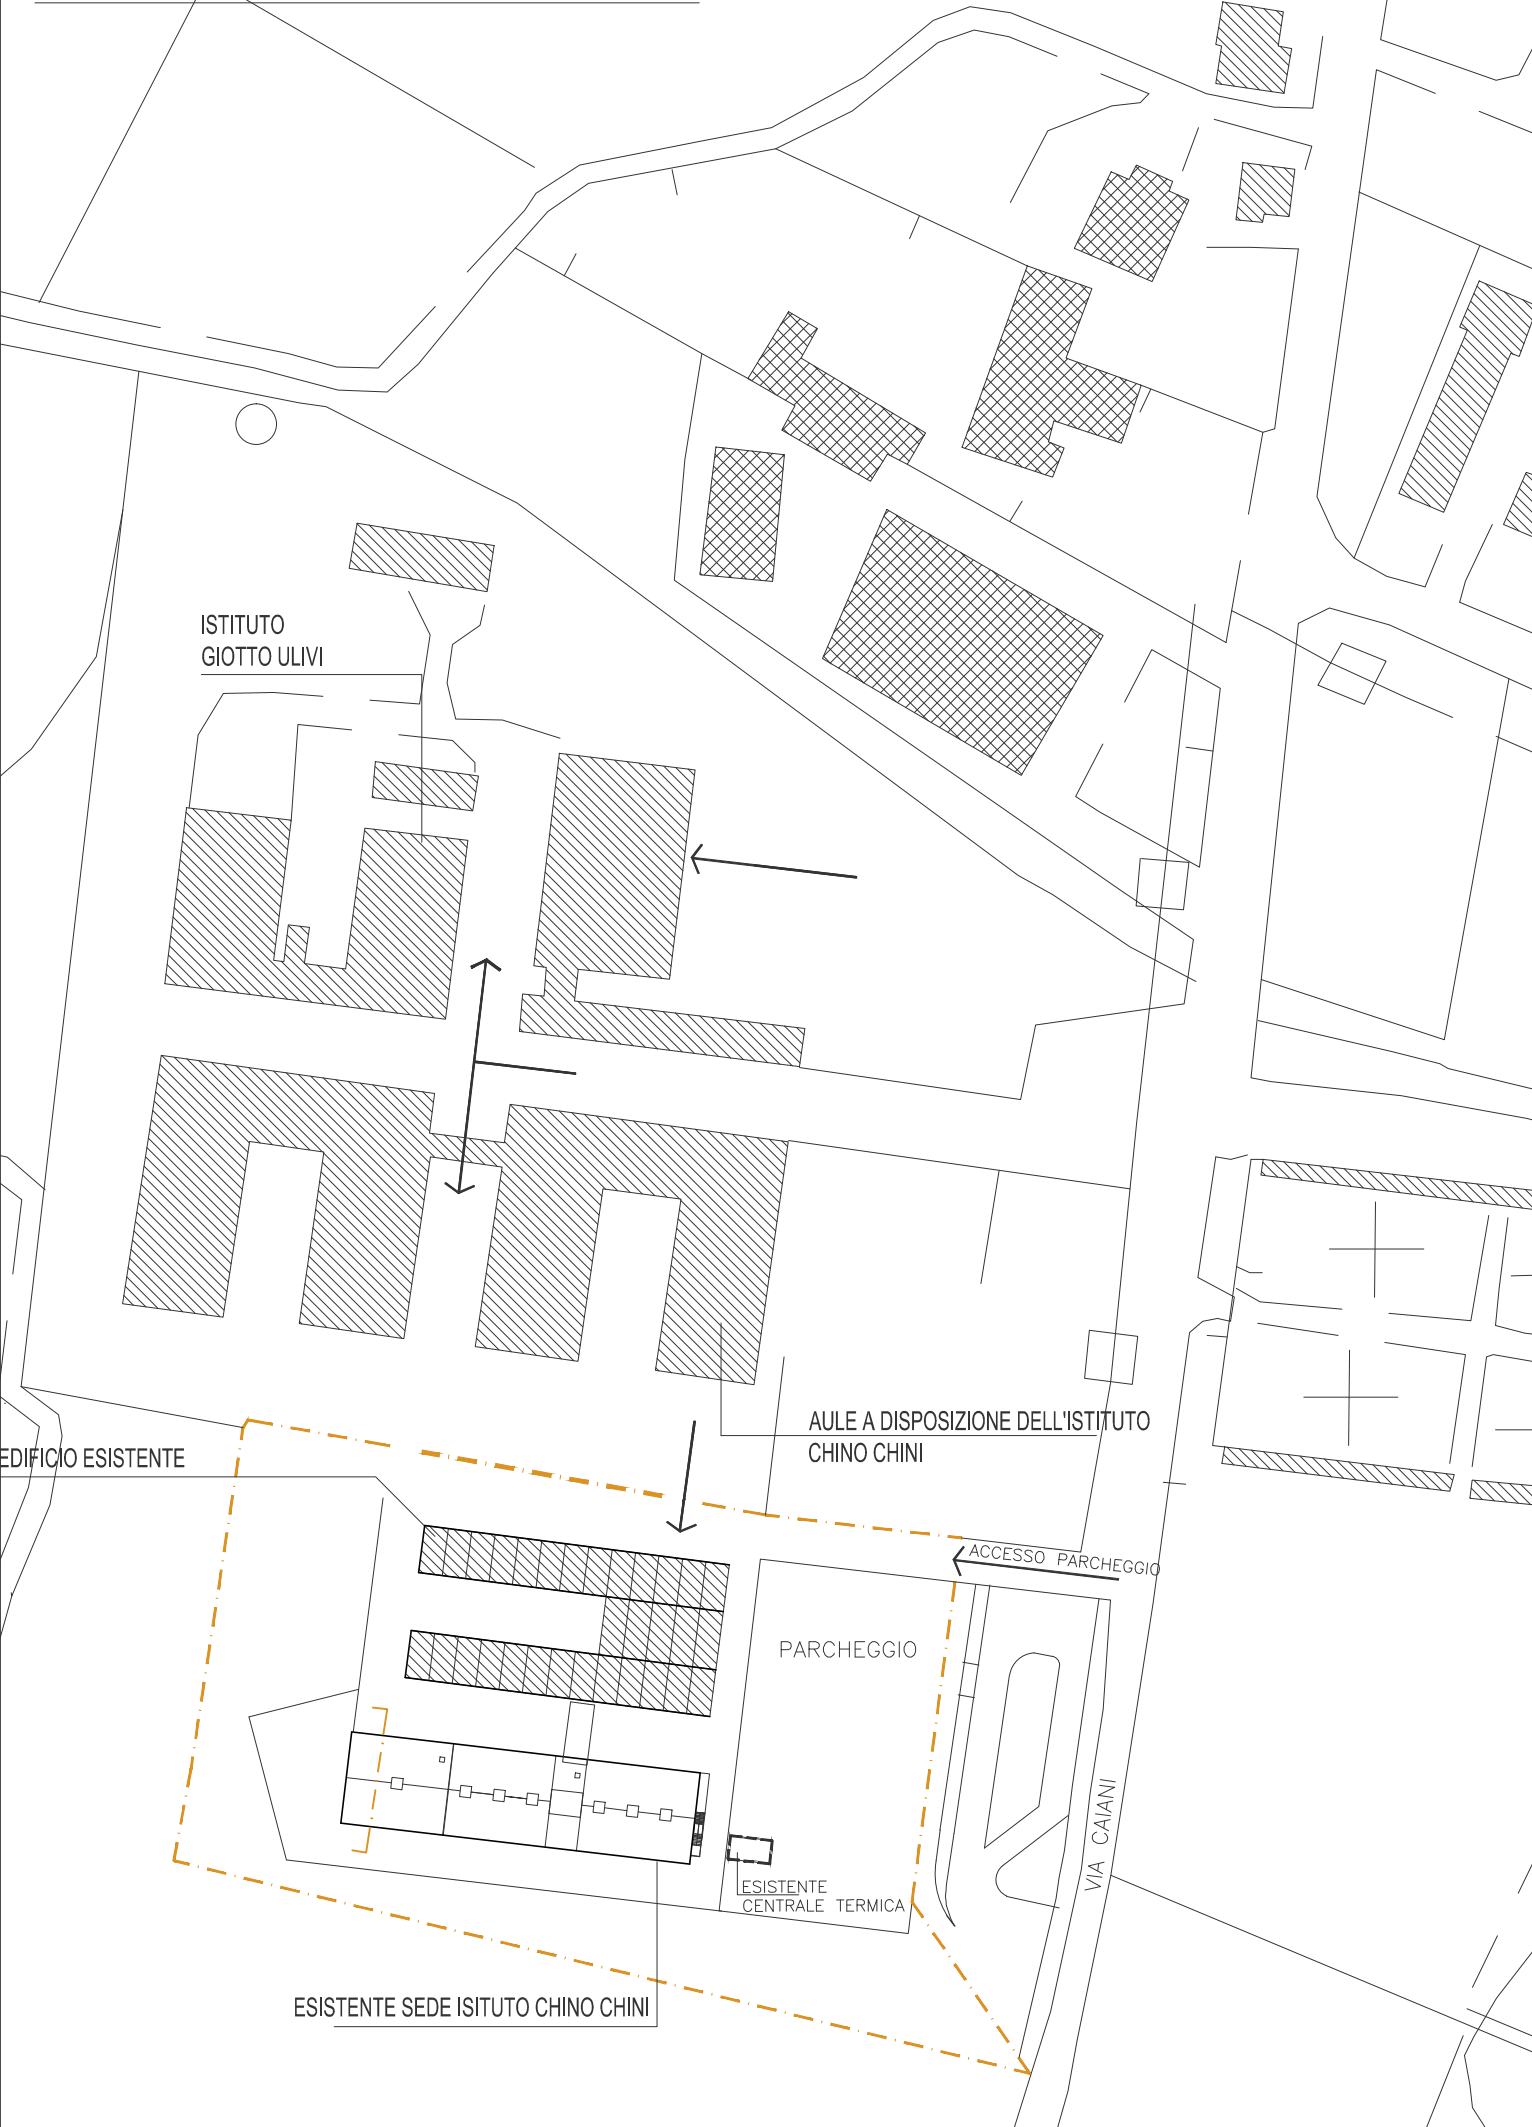 ISTITUTO
GIOTTO ULIVI
AULE A DISPOSIZIONE DELL'ISTITUTO
CHINO CHINI
EDIFICIO ESISTENTE
ACCESSO PARCHEGGIO
PARCHEGGIO
VIA CAIANI
ESISTENTE
CENTRALE TERMICA
ESISTENTE SEDE ISITUTO CHINO CHINI